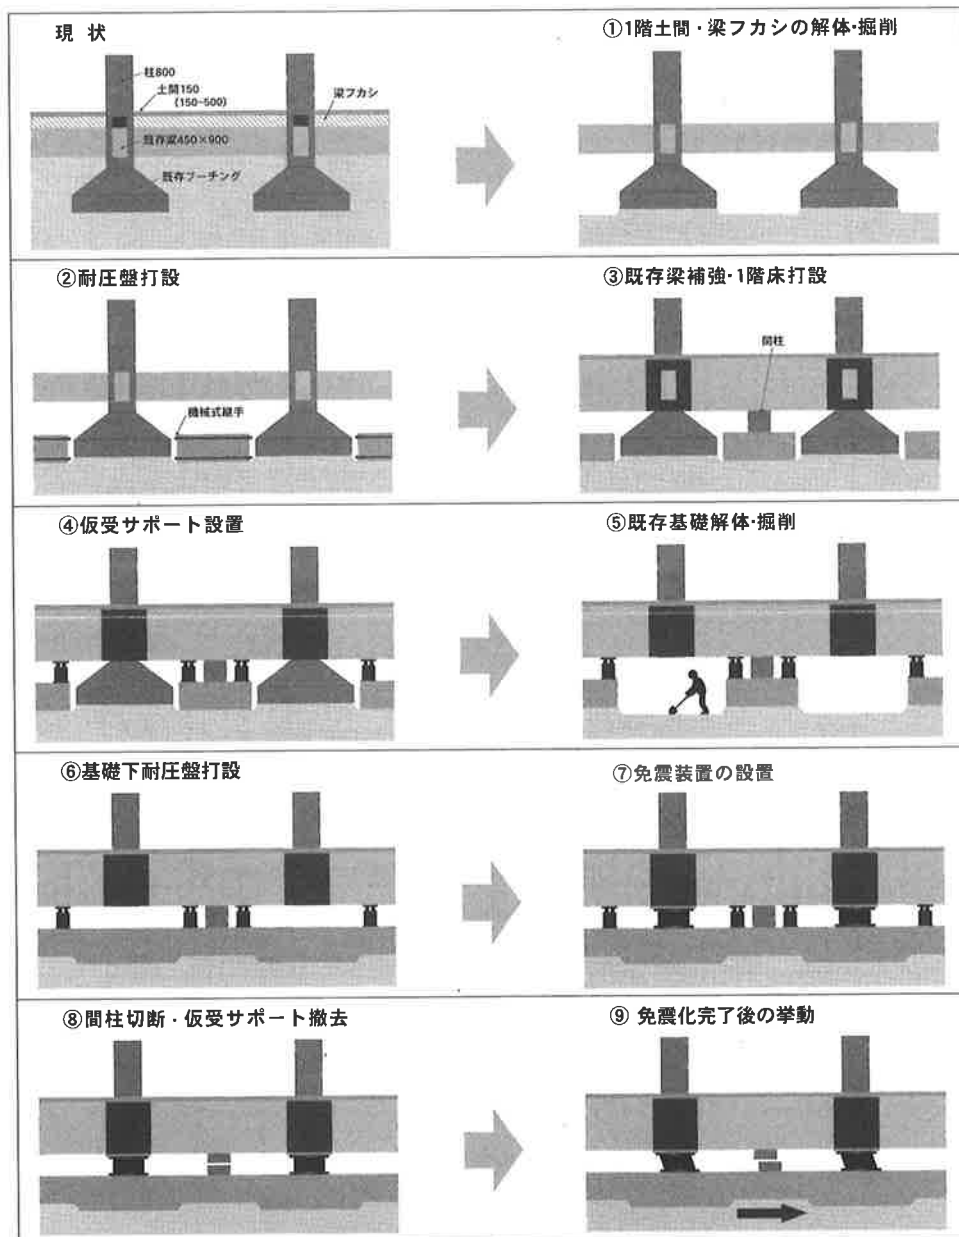 現 状
柱800
土間150
(150~500)
梁フカシ
既存梁450×900
既存フーチング
①1階土間・梁フカシの解体・掘削
②耐圧盤打設
機械式継手
③既存梁補強・1階床打設
間柱
④仮受サポート設置
⑤既存基礎解体・掘削
⑥基礎下耐圧盤打設
⑦免震装置の設置
⑧間柱切断・仮受サポート撤去
⑨ 免震化完了後の挙動